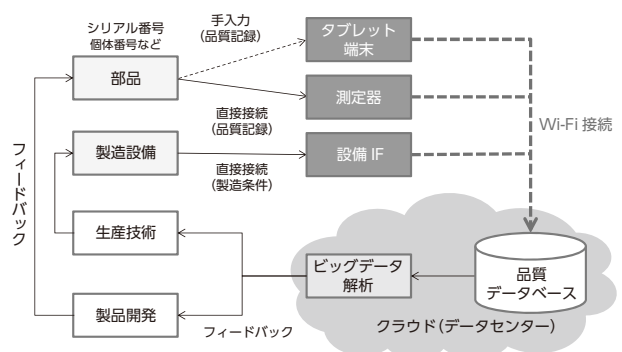 シリアル番号
個体番号など
手入力
(品質記録)
タブレット
端末
部品
測定器
直接接続
(品質記録)
Wi-Fi 接続
製造設備
設備 IF
直接接続
(製造条件)
フィードバック
生産技術
ビッグデータ
解析
品質
データベース
製品開発
フィードバック
クラウド(データセンター)